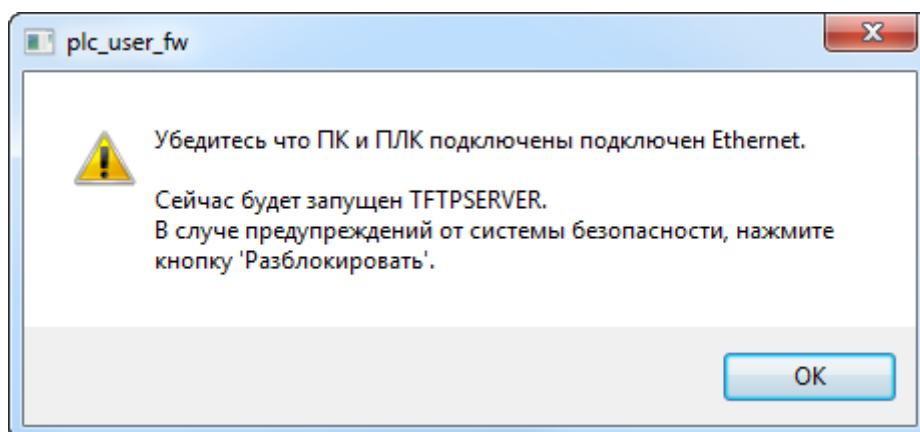 plc_user_fw
Убедитесь что ПК и ПЛК подключены подключен Ethernet.
Сейчас будет запущен TFTPSERVER.
В случе предупреждений от системы безопасности, нажмите
кнопку 'Разблокировать'.
OK